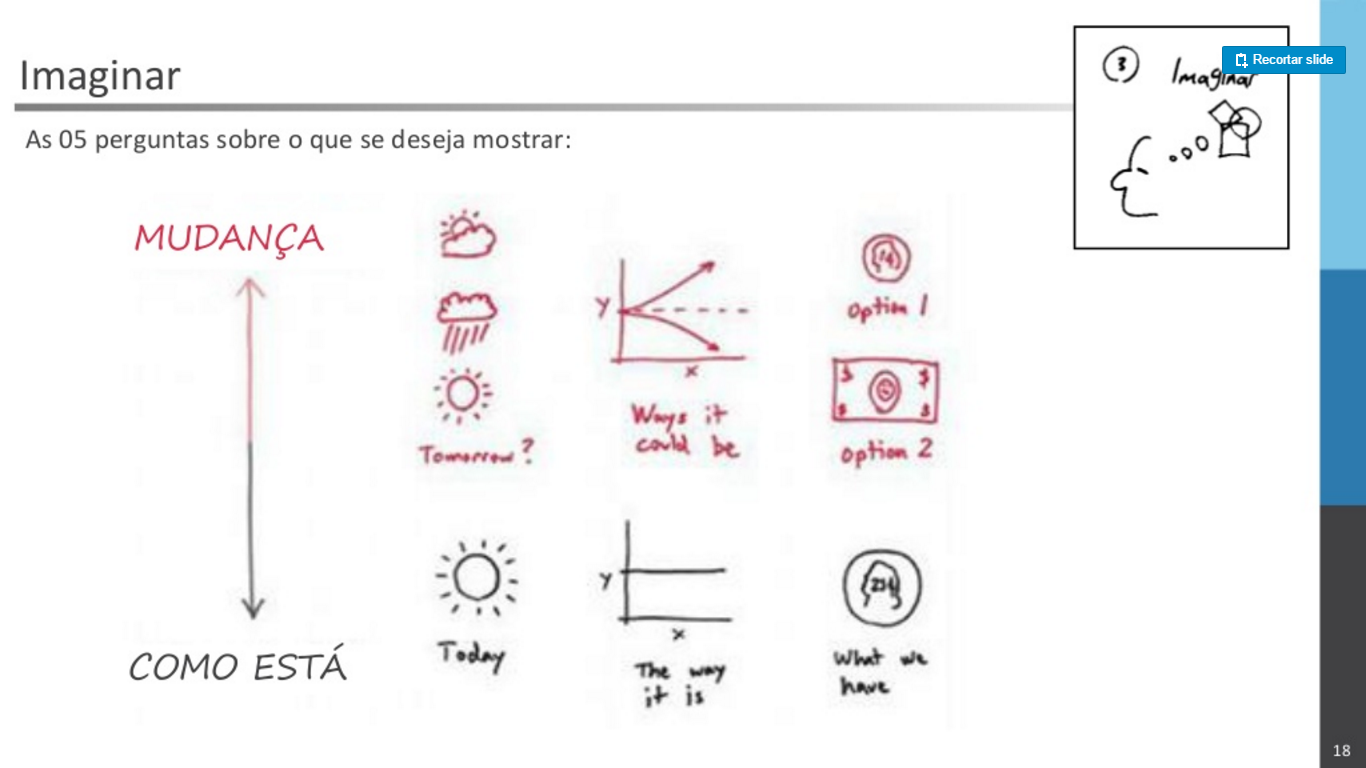 Imaginar
3
Imaginar
Recortar slide
As 05 perguntas sobre o que se deseja mostrar:
MUDANÇA
Tomorrow?
Y
X
Ways it
could be
Option 1
$ $
$ $
Option 2
COMO ESTÁ
Today
Y
X
The way
it is
What we
have
18